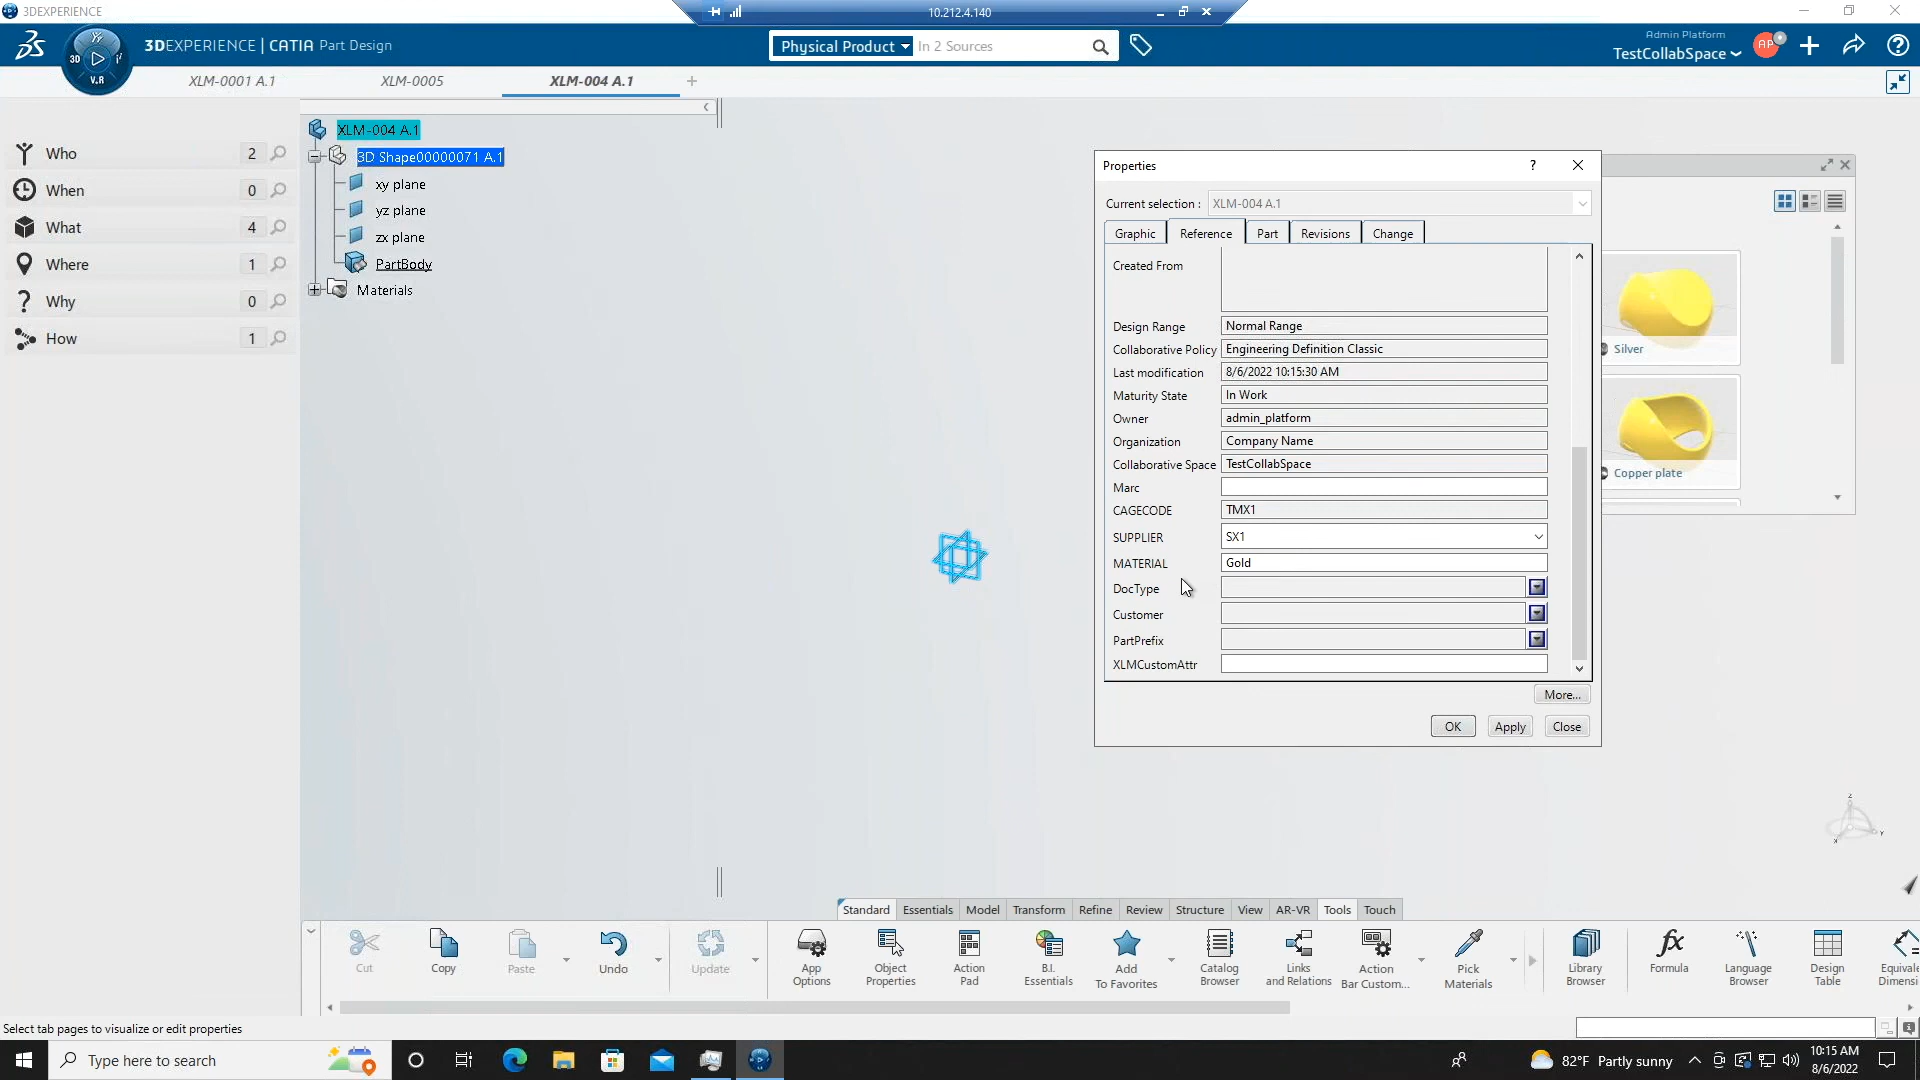 3DEXPERIENCE
10.212.4.140
3DEXPERIENCE | CATIA Part Design
3D
V.R
Physical Product
In 2 Sources
Admin Platform
TestCollabSpace
AP
XLM-0001 A.1
XLM-0005
XLM-004 A.1
Who 2
When 0
What 4
Where 1
Why 0
How 1
XLM-004 A.1
3D Shape00000071 A.1
xy plane
yz plane
zx plane
PartBody
Materials
Properties
Current selection : XLM-004 A.1
Graphic
Reference
Part
Revisions
Change
Created From
Design Range Normal Range
Collaborative Policy Engineering Definition Classic
Last modification 8/6/2022 10:15:30 AM
Maturity State In Work
Owner admin_platform
Organization Company Name
Collaborative Space TestCollabSpace
Marc
CAGECODE TMX1
SUPPLIER SX1
MATERIAL Gold
DocType
Customer
PartPrefix
XLMCustomAttr
More...
OK
Apply
Close
Silver
Copper plate
Standard
Essentials
Model
Transform
Refine
Review
Structure
View
AR-VR
Tools
Touch
Cut
Copy
Paste
Undo
Update
App
Options
Object
Properties
Action
Pad
B.I.
Essentials
Add
To Favorites
Catalog
Browser
Links
and Relations
Action
Bar Custom...
Pick
Materials
Library
Browser
fx
Formula
Language
Browser
Design
Table
Equivale
Dimensi
Select tab pages to visualize or edit properties
Type here to search
82°F Partly sunny
10:15 AM
8/6/2022